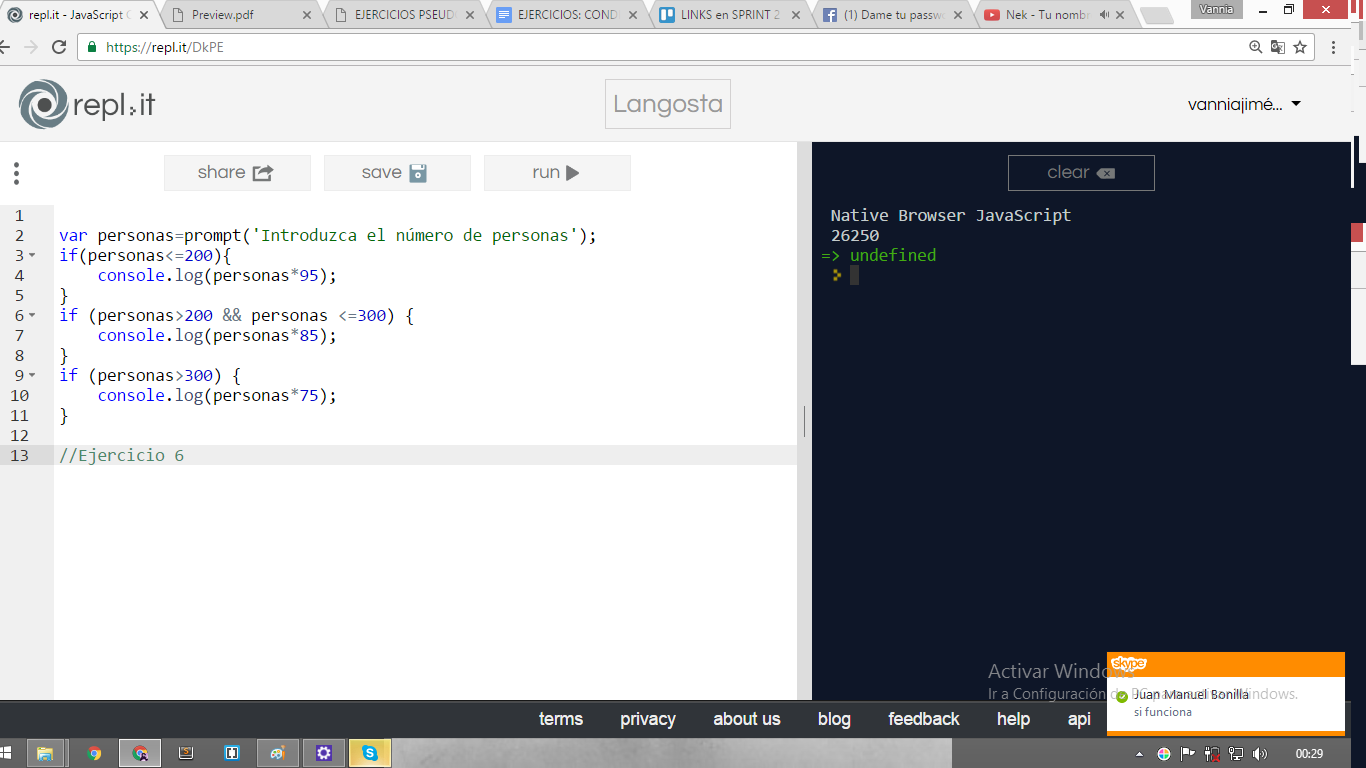 repl.it - JavaScript C
Preview.pdf
EJERCICIOS PSEUD
EJERCICIOS: COND
LINKS en SPRINT 2
(1) Dame tu passw
Nek - Tu nombr
Vannia
https://repl.it/DkPE
repl.it
Langosta
vanniajimé...
share
save
run
clear
1
2 var personas=prompt('Introduzca el número de personas');
3 if(personas<=200){
4 console.log(personas*95);
5 }
6 if (personas>200 && personas <=300) {
7 console.log(personas*85);
8 }
9 if (personas>300) {
10 console.log(personas*75);
11 }
12
13 //Ejercicio 6
Native Browser JavaScript
26250
=> undefined
Activar Windows
Ir a Configuración de PC para activar Windows.
skype
Juan Manuel Bonilla
si funciona
terms
privacy
about us
blog
feedback
help
api
00:29